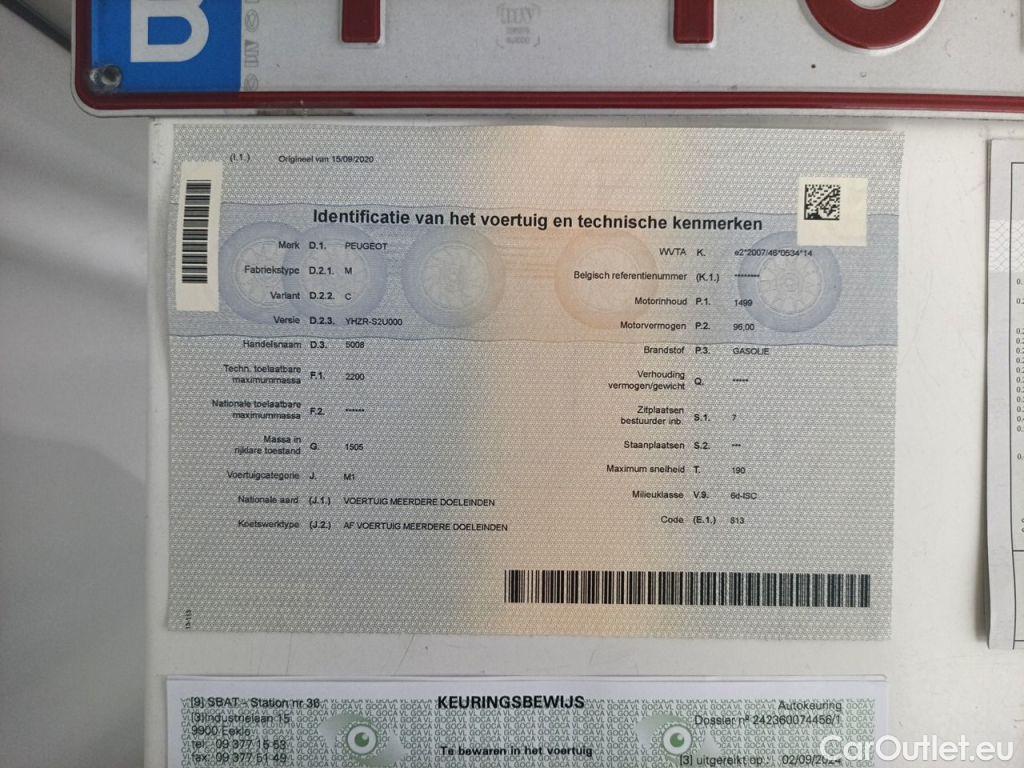 B
(I.1.) Origineel van 15/09/2020
Identificatie van het voertuig en technische kenmerken
Merk D.1. PEUGEOT
Fabriekstype D.2.1. M
Variant D.2.2. C
Versie D.2.3. YHZR-S2U000
Handelsnaam D.3. 5008
Techn. toelaatbare
maximummassa F.1. 2200
Nationale toelaatbare
maximummassa F.2. ******
Massa in
rijklare toestand G. 1505
Voertuigcategorie J. M1
Nationale aard (J.1.) VOERTUIG MEERDERE DOELEINDEN
Koetswerktype (J.2.) AF VOERTUIG MEERDERE DOELEINDEN
WVTA K. e2*2007/46*0534*14
Belgisch referentienummer (K.1.) ********
Motorinhoud P.1. 1499
Motorvermogen P.2. 96,00
Brandstof P.3. GASOLIE
Verhouding
vermogen/gewicht Q. *****
Zitplaatsen
bestuurder inb. S.1. 7
Staanplaatsen S.2. ***
Maximum snelheid T. 190
Milieuklasse V.9. 6d-ISC
Code (E.1.) 813
[9] SBAT - Station nr 36
[3] Industrielaan 15
9900 Eeklo
tel: 09 377 15 53
fax: 09 377 51 49
KEURINGSBEWIJS
Te bewaren in het voertuig
Autokeuring
Dossier nº 242360074456/1
[3] uitgereikt op : 02/09/2024
CarOutlet.eu